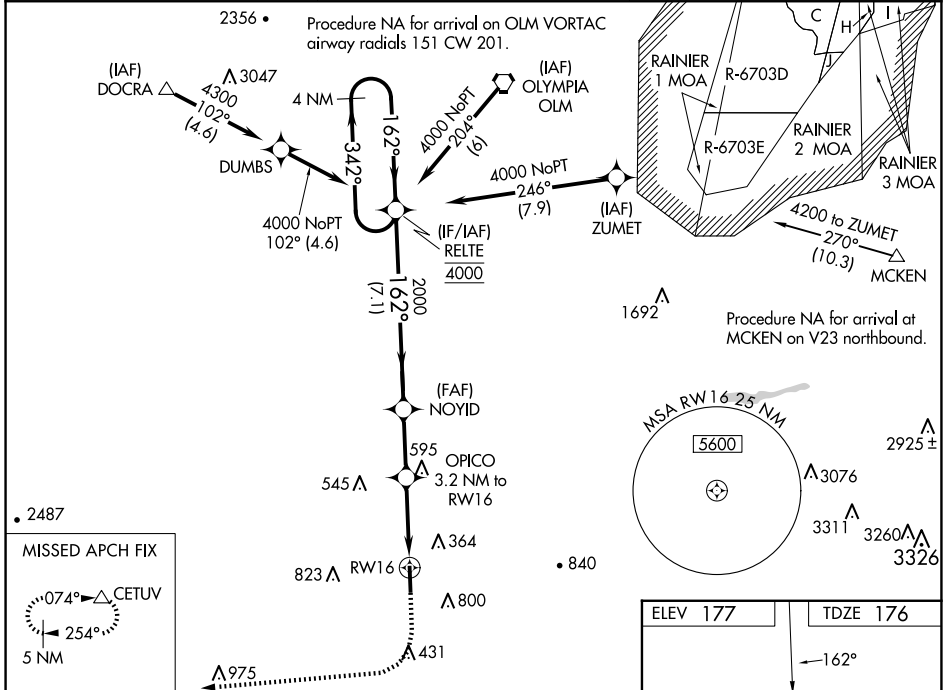 2356
Procedure NA for arrival on OLM VORTAC
airway radials 151 CW 201.
C
H
I
J
(IAF)
DOCRA
4300
102°
(4.6)
3047
4 NM
162°
342°
(IAF)
OLYMPIA
OLM
4000 NoPT
204°
(6)
RAINIER
1 MOA
R-6703D
R-6703E
RAINIER
2 MOA
RAINIER
3 MOA
DUMBS
4000 NoPT
102° (4.6)
4000 NoPT
246°
(7.9)
(IAF)
ZUMET
(IF/IAF)
RELTE
4000
4200 to ZUMET
270°
(10.3)
MCKEN
2000
162°
(7.1)
1692
Procedure NA for arrival at
MCKEN on V23 northbound.
(FAF)
NOYID
MSA RW16 25 NM
5600
2925 ±
595
OPICO
3.2 NM to
RW16
545
3076
2487
3311
3260
3326
MISSED APCH FIX
074°
CETUV
254°
5 NM
364
823
RW16
840
800
431
975
ELEV 177
TDZE 176
162°